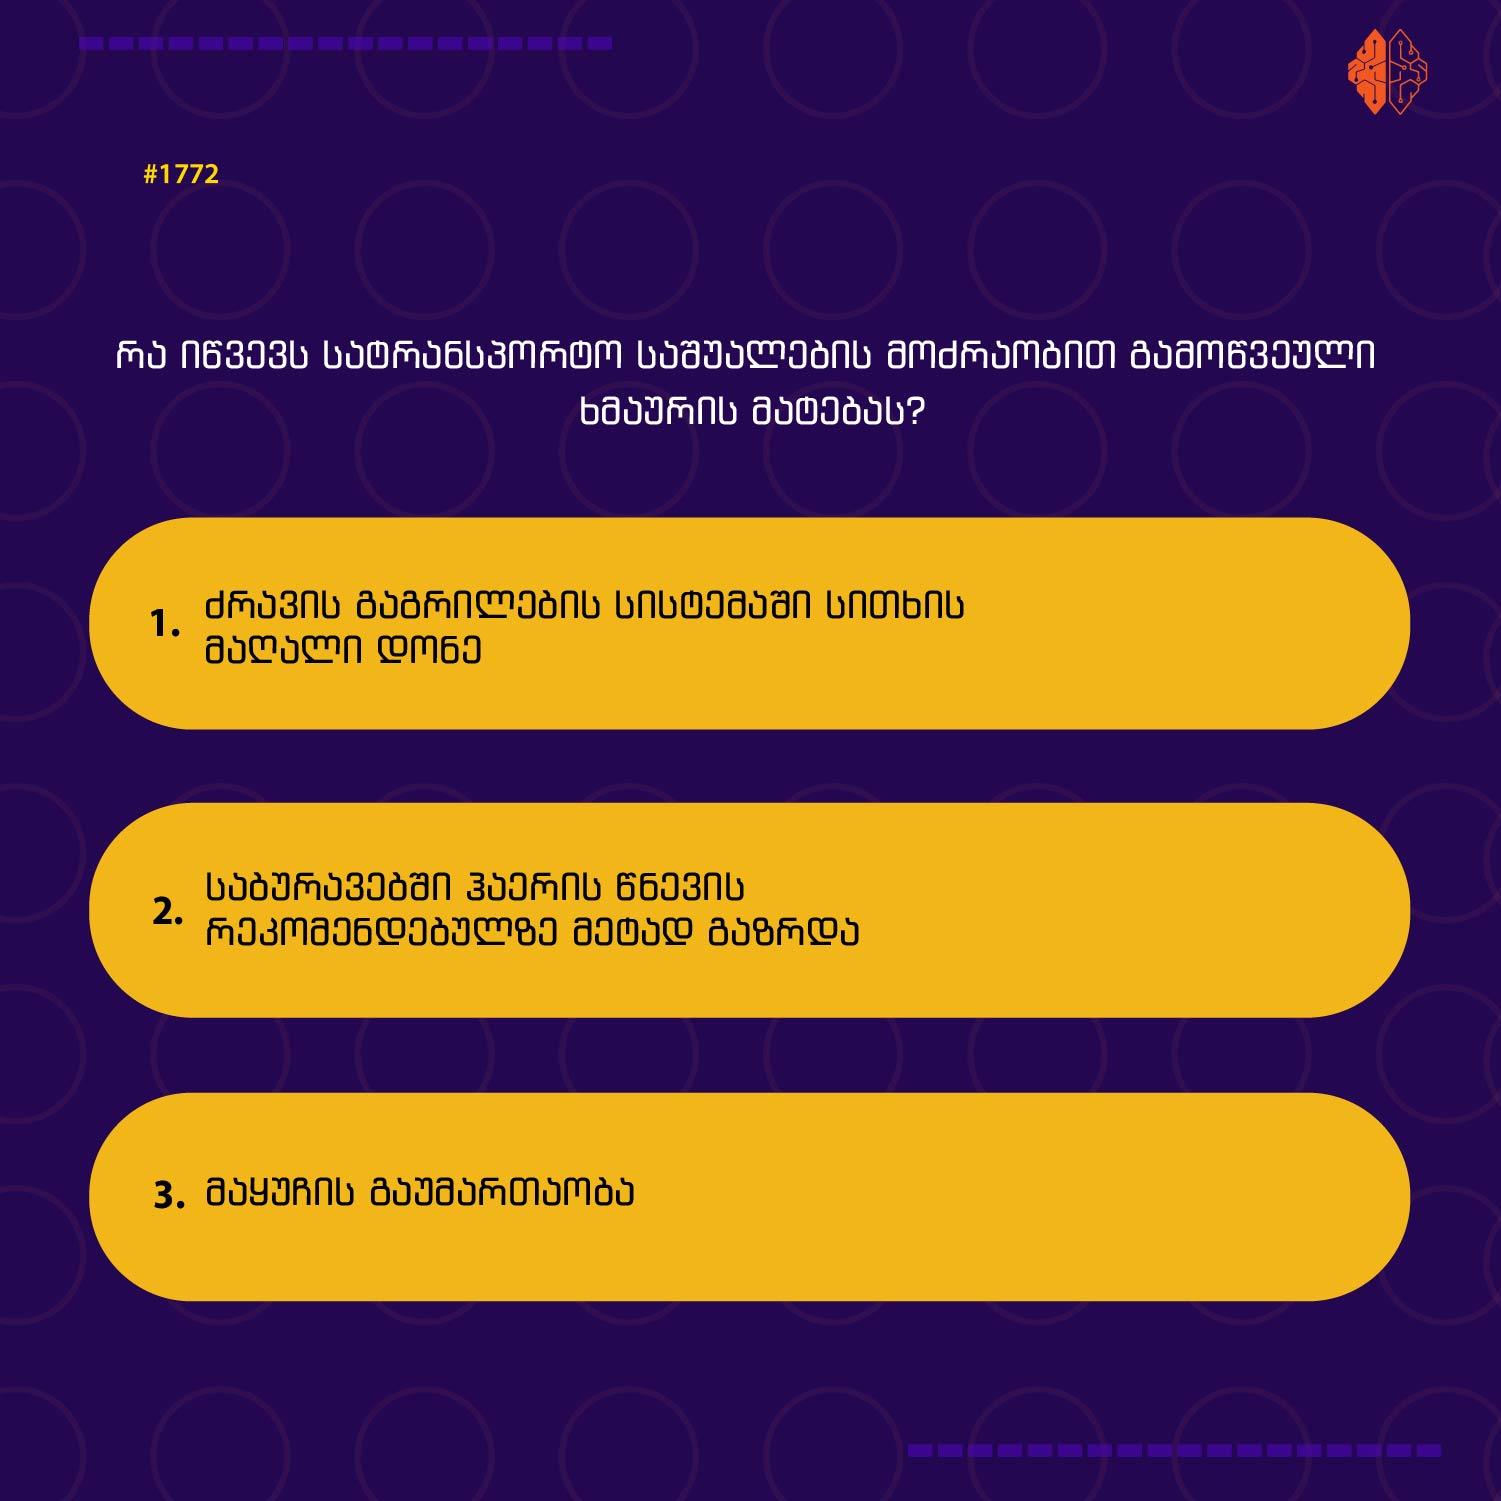 #1772
რა იწვევს სატრანსპორტო საშუალების მოძრაობით გამოწვეული
ხმაურის მატებას?
1. ძრავის გაგრილების სისტემაში სითხის
მაღალი დონე
2. საბურავებში ჰაერის წნევის
რეკომენდებულზე მეტად გაზრდა
3. მაყუჩის გაუმართაობა